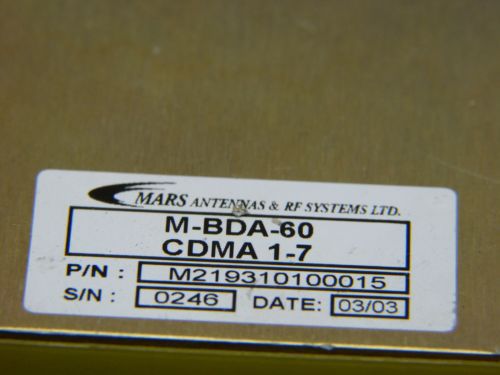 MARS ANTENNAS & RF SYSTEMS LTD.
M-BDA-60
CDMA 1-7
P/N : M219310100015
S/N : 0246 DATE: 03/03